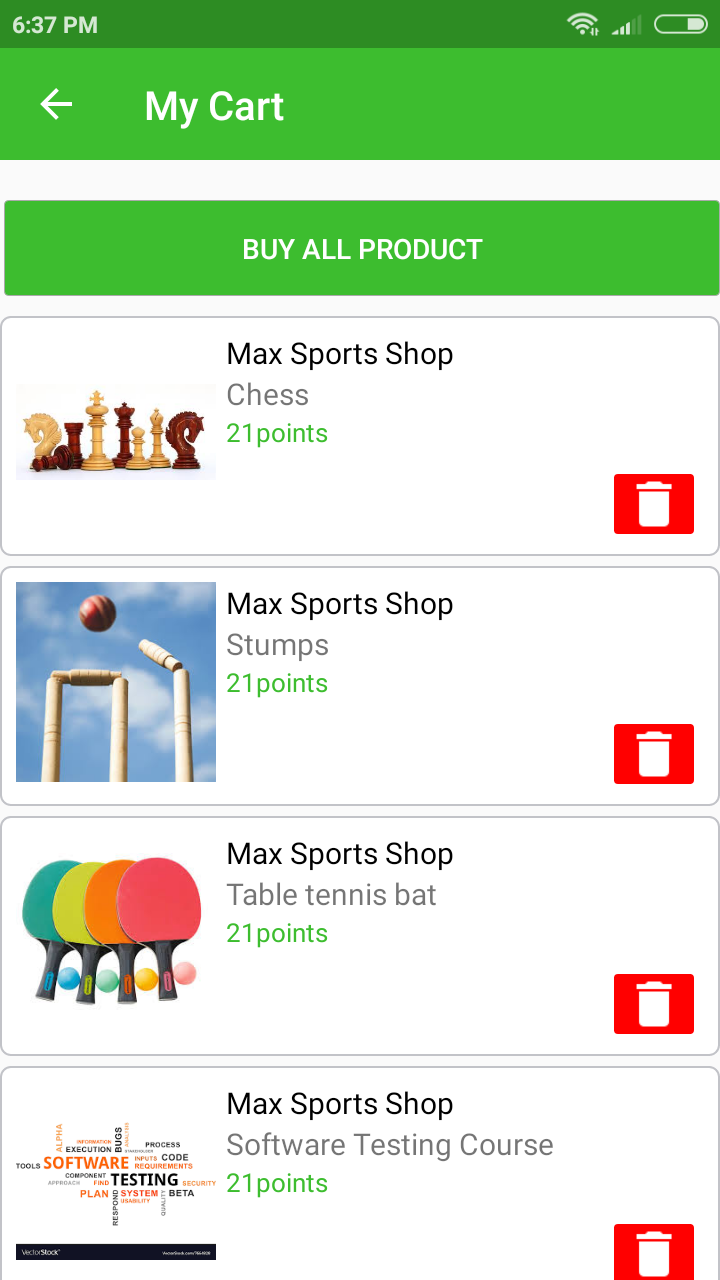 6:37 PM
My Cart
BUY ALL PRODUCT
Max Sports Shop
Chess
21points
Max Sports Shop
Stumps
21points
Max Sports Shop
Table tennis bat
21points
Max Sports Shop
Software Testing Course
21points
ALPHA
INFORMATION
BUGS
ANALYSIS
EXECUTION
STAKEHOLDER
PROCESS
TOOLS
SOFTWARE
INPUTS
CODE
REQUIREMENTS
COMPONENT
APPROACH
FIND
TESTING
SECURITY
PLAN
RESPOND
SYSTEM
BETA
USABILITY
QUALITY
VectorStock